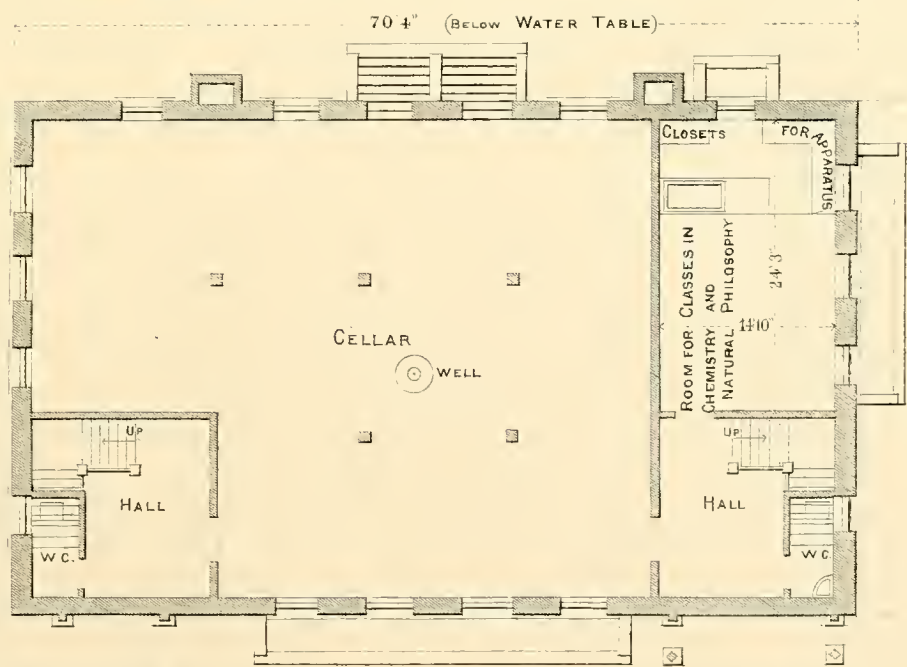 70'4" (BELOW WATER TABLE)
CLOSETS FOR APPARATUS
ROOM FOR CLASSES IN
CHEMISTRY AND
NATURAL PHILOSOPHY
24'3"
14'10"
CELLAR
WELL
UP
HALL
W C.
UP
HALL
WC.